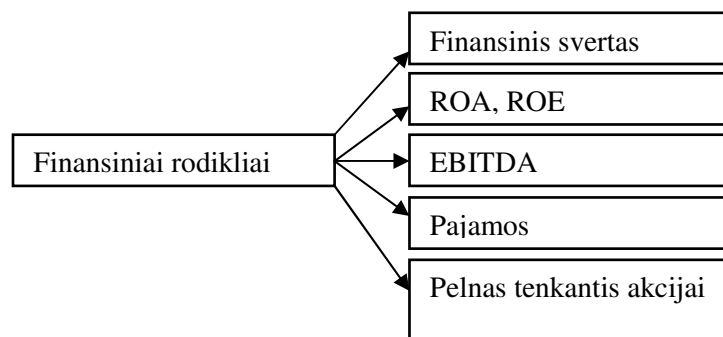 Finansinis svertas
ROA, ROE
Finansiniai rodikliai
EBITDA
Pajamos
Pelnas tenkantis akcijai